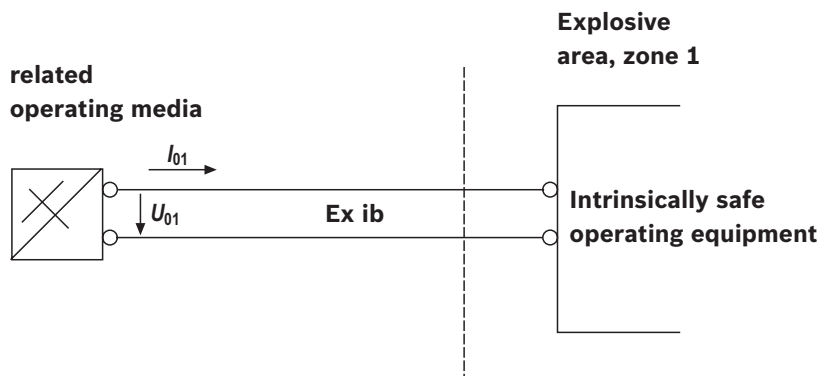 Explosive
area, zone 1
related
operating media
I01
U01
Ex ib
Intrinsically safe
operating equipment